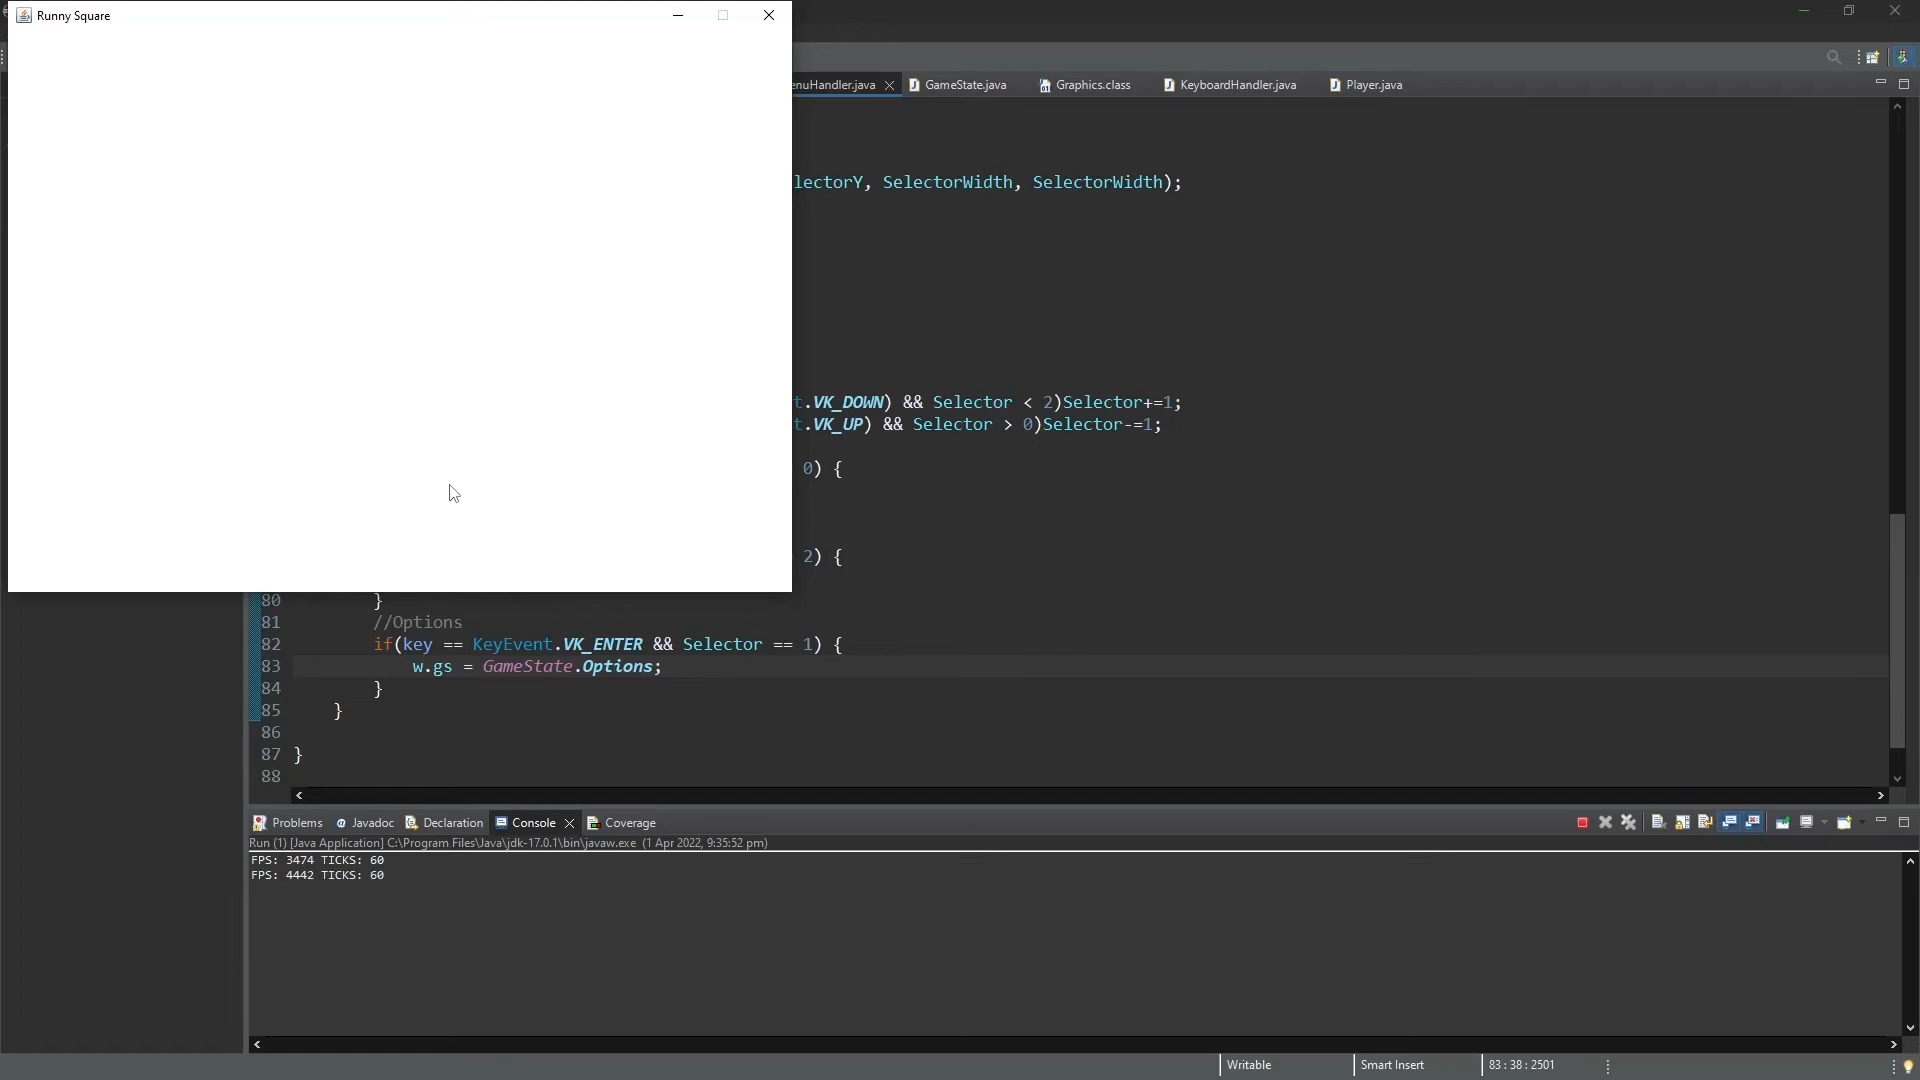 Runny Square
enuHandler.java
GameState.java
Graphics.class
KeyboardHandler.java
Player.java
lectorY, SelectorWidth, SelectorWidth);
t.VK_DOWN) && Selector < 2)Selector+=1;
t.VK_UP) && Selector > 0)Selector-=1;
0) {
2) {
80 }
81 //Options
82 if(key == KeyEvent.VK_ENTER && Selector == 1) {
83 w.gs = GameState.Options;
84 }
85 }
86
87 }
88
Problems @ Javadoc Declaration Console Coverage
Run (1) [Java Application] C:\Program Files\Java\jdk-17.0.1\bin\javaw.exe (1 Apr 2022, 9:35:52 pm)
FPS: 3474 TICKS: 60
FPS: 4442 TICKS: 60
Writable
Smart Insert
83 : 38 : 2501